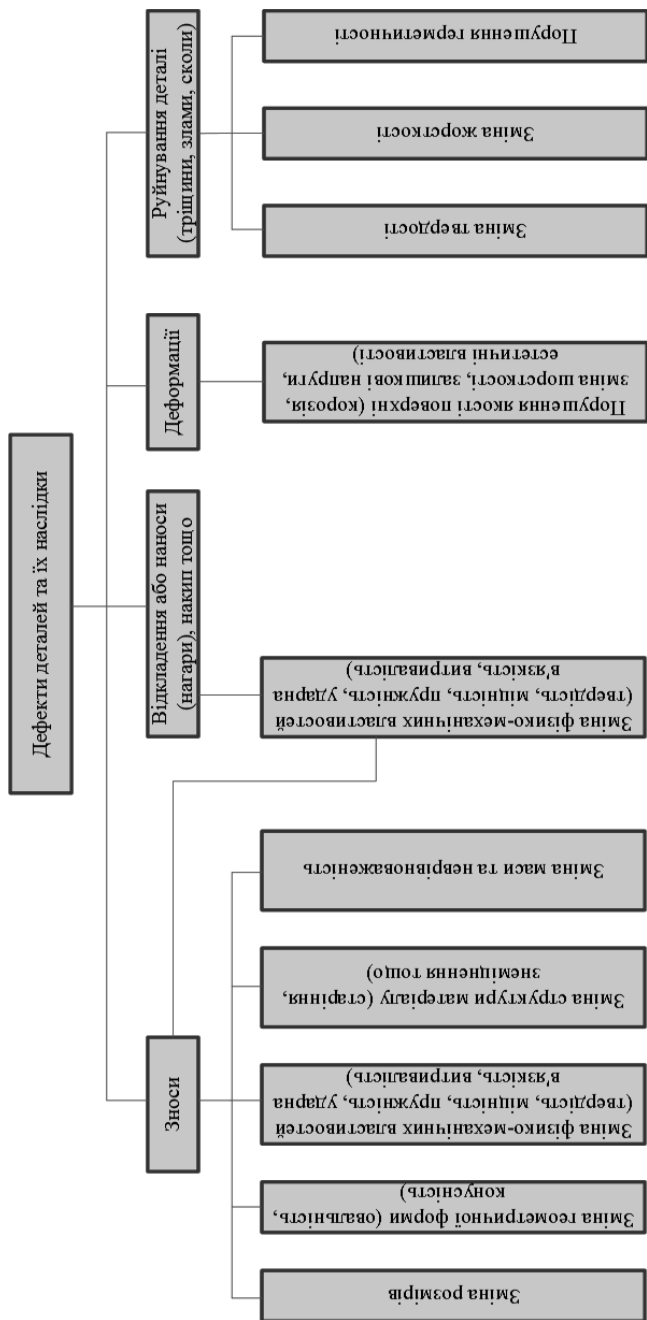 Дефекти деталей та їх наслідки
Зноси
Відкладення або наноси
(нагари), накип тощо
Деформації
Руйнування деталі
(тріщини, злами, сколи)
Зміна розмірів
Зміна геометричної форми (овальність,
конусність)
Зміна фізико-механічних властивостей
(твердість, міцність, пружність, ударна
в'язкість, витривалість)
Зміна структури матеріалу (старіння,
знеміцнення тощо)
Зміна маси та неврівноваженість
Зміна фізико-механічних властивостей
(твердість, міцність, пружність, ударна
в'язкість, витривалість)
Порушення якості поверхні (корозія,
зміна шорсткості, залишкові напруги,
естетичні властивості)
Зміна твердості
Зміна жорсткості
Порушення герметичності